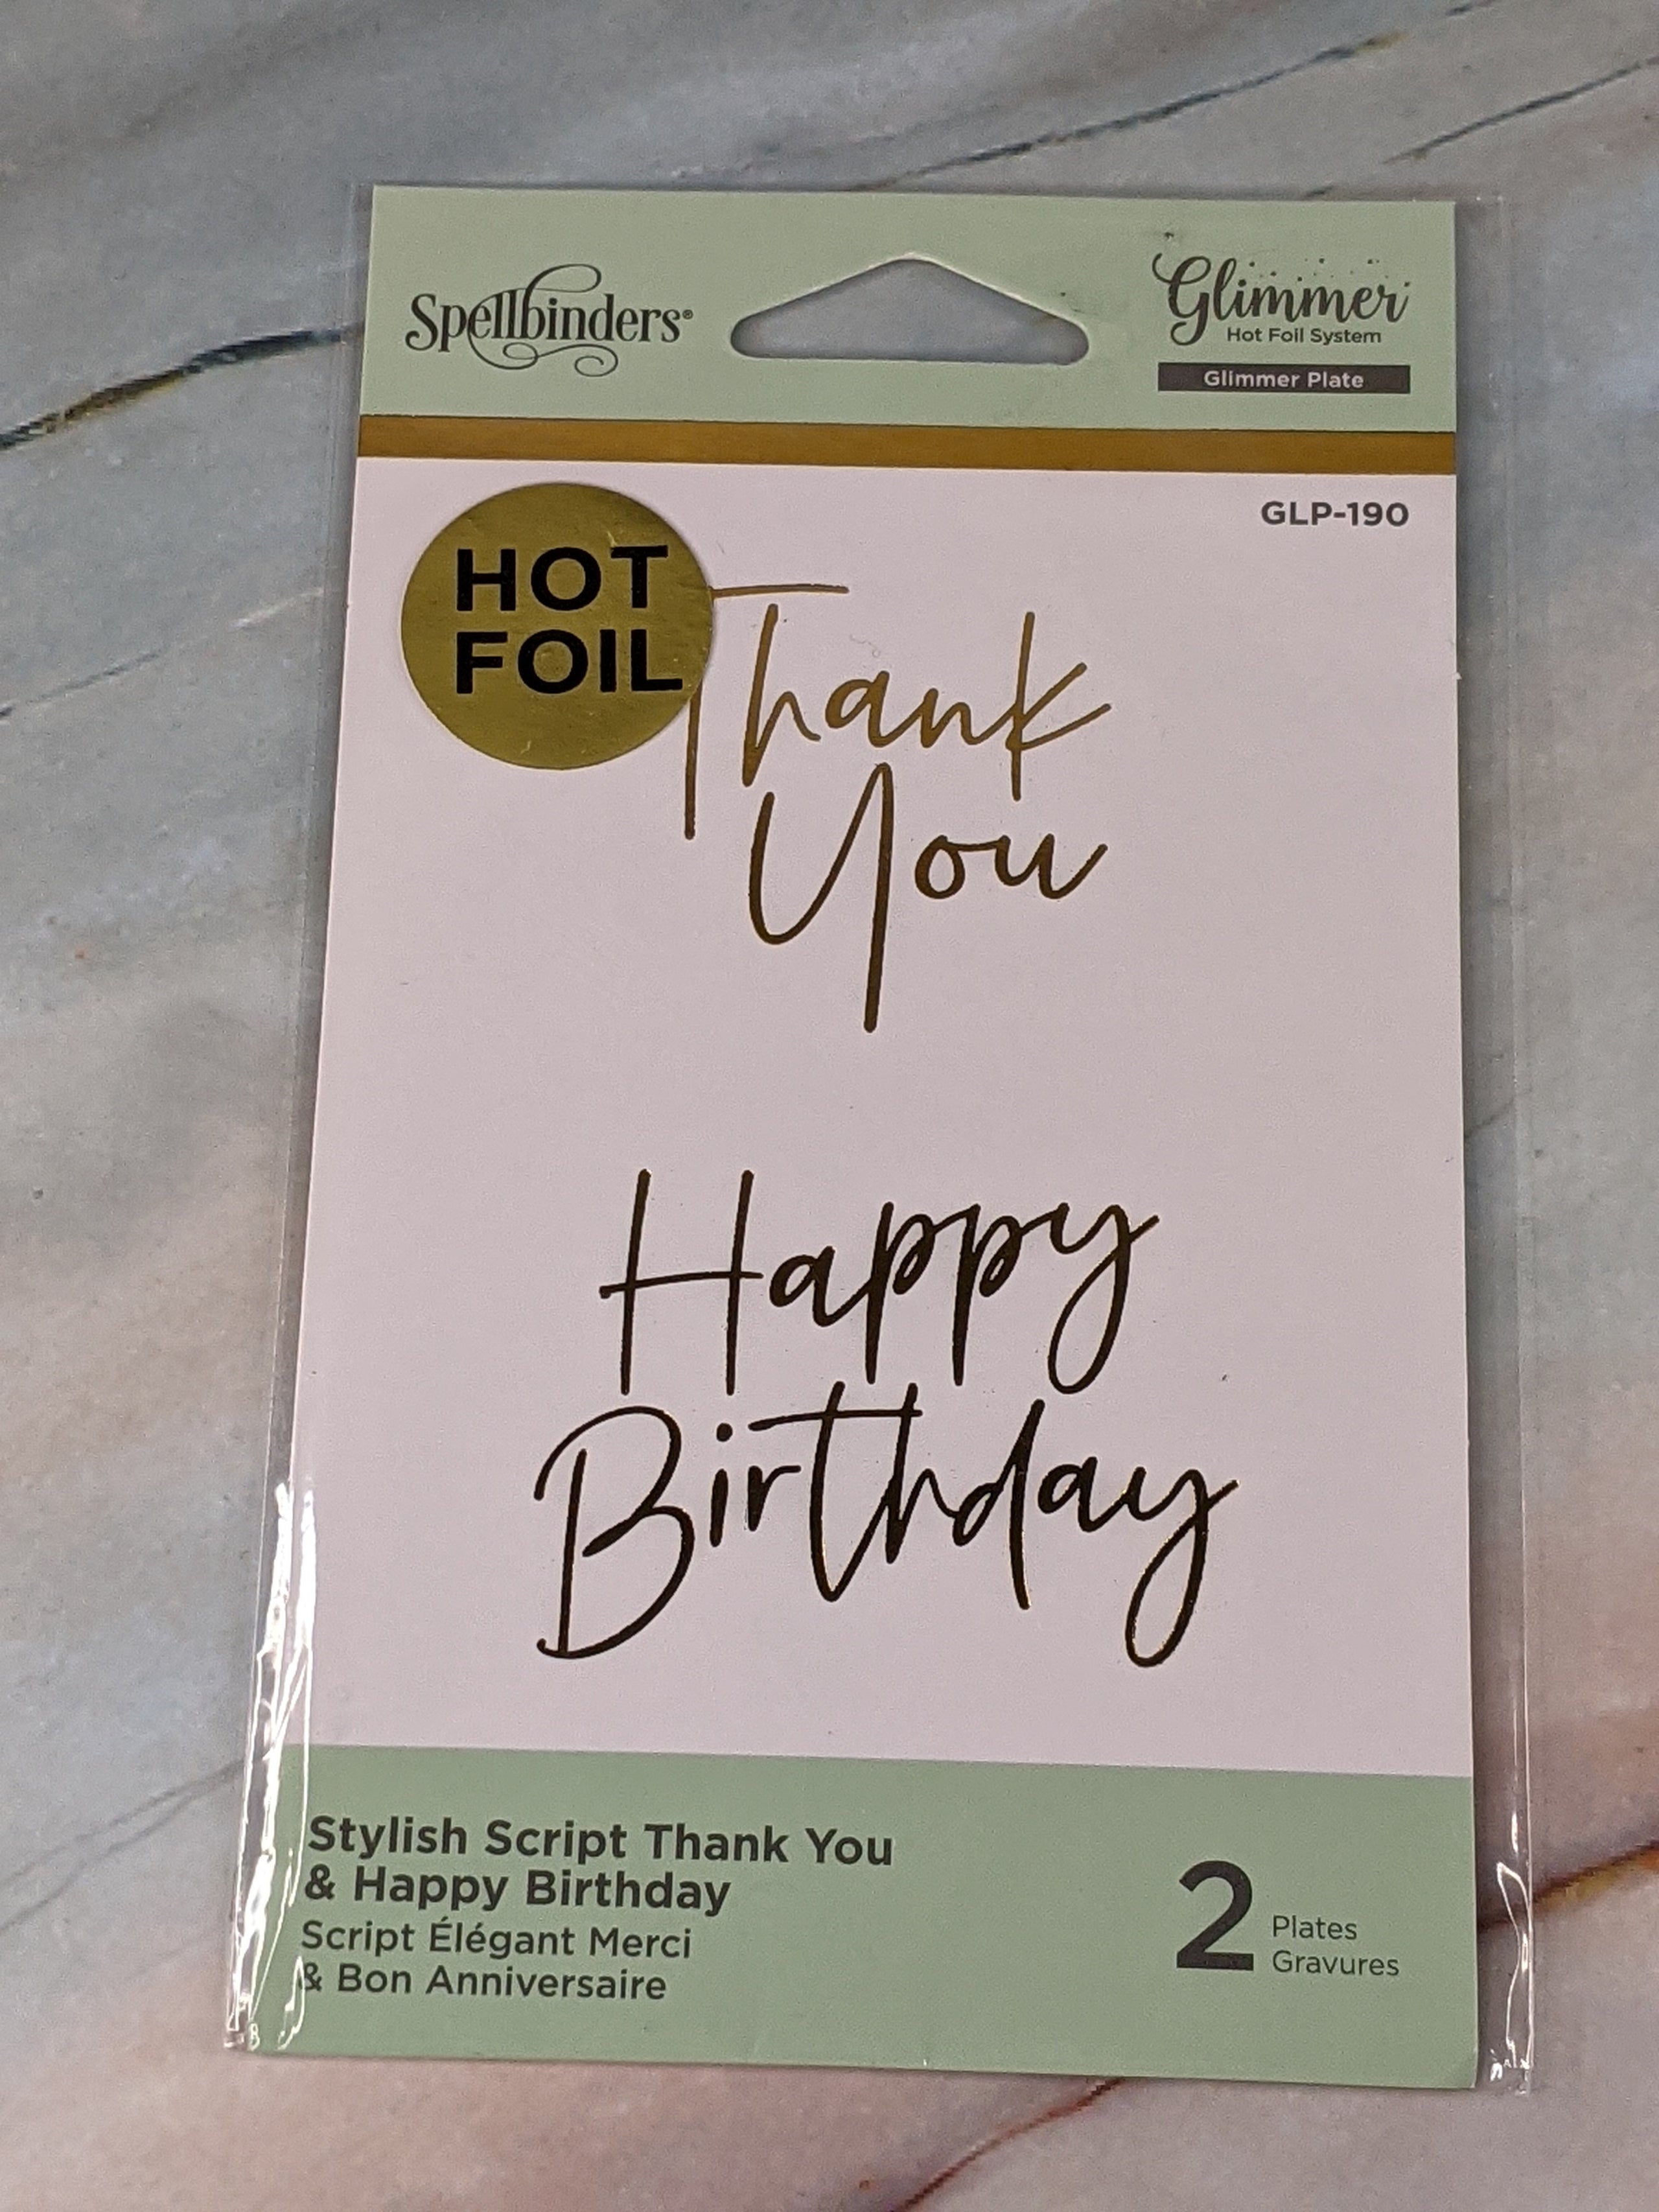 Spellbinders®
Glimmer
Hot Foil System
Glimmer Plate
GLP-190
HOT
FOIL
Thank
You
Happy
Birthday
Stylish Script Thank You
& Happy Birthday
Script Élégant Merci
& Bon Anniversaire
2
Plates
Gravures